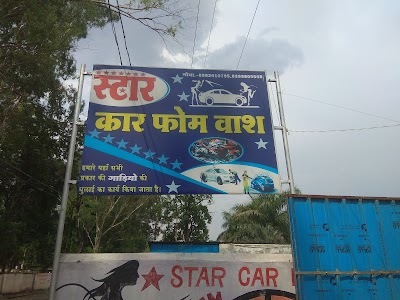 स्टार
कार फोम वाश
हमारे यहाँ सभी
प्रकार की गाड़ियो की
धुलाई का कार्य किया जाता है।
STAR CAR